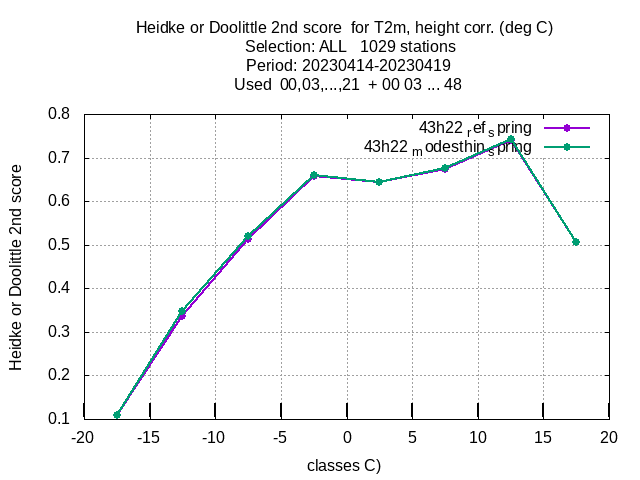 Heidke or Doolittle 2nd score  for T2m, height corr. (deg C)
Selection: ALL   1029 stations
Period: 20230414-20230419
Used  00,03,...,21  + 00 03 ... 48
43h22 ref spring
43h22 modesthin spring
Heidke or Doolittle 2nd score
0.8
0.7
0.6
0.5
0.4
0.3
0.2
0.1
-20 -15 -10 -5 0 5 10 15 20
classes C)